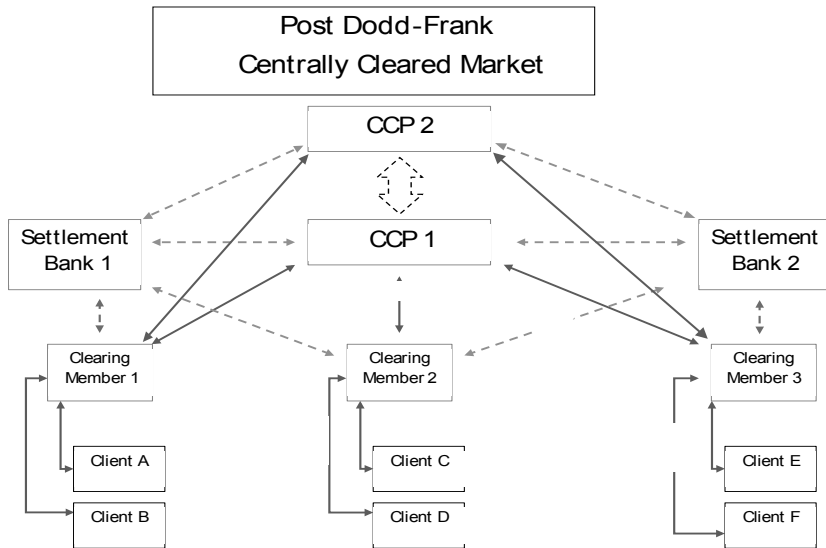 Post Dodd-Frank
Centrally Cleared Market
CCP 2
Settlement
Bank 1
CCP 1
Settlement
Bank 2
Clearing
Member 1
Clearing
Member 2
Clearing
Member 3
Client A
Client C
Client E
Client B
Client D
Client F